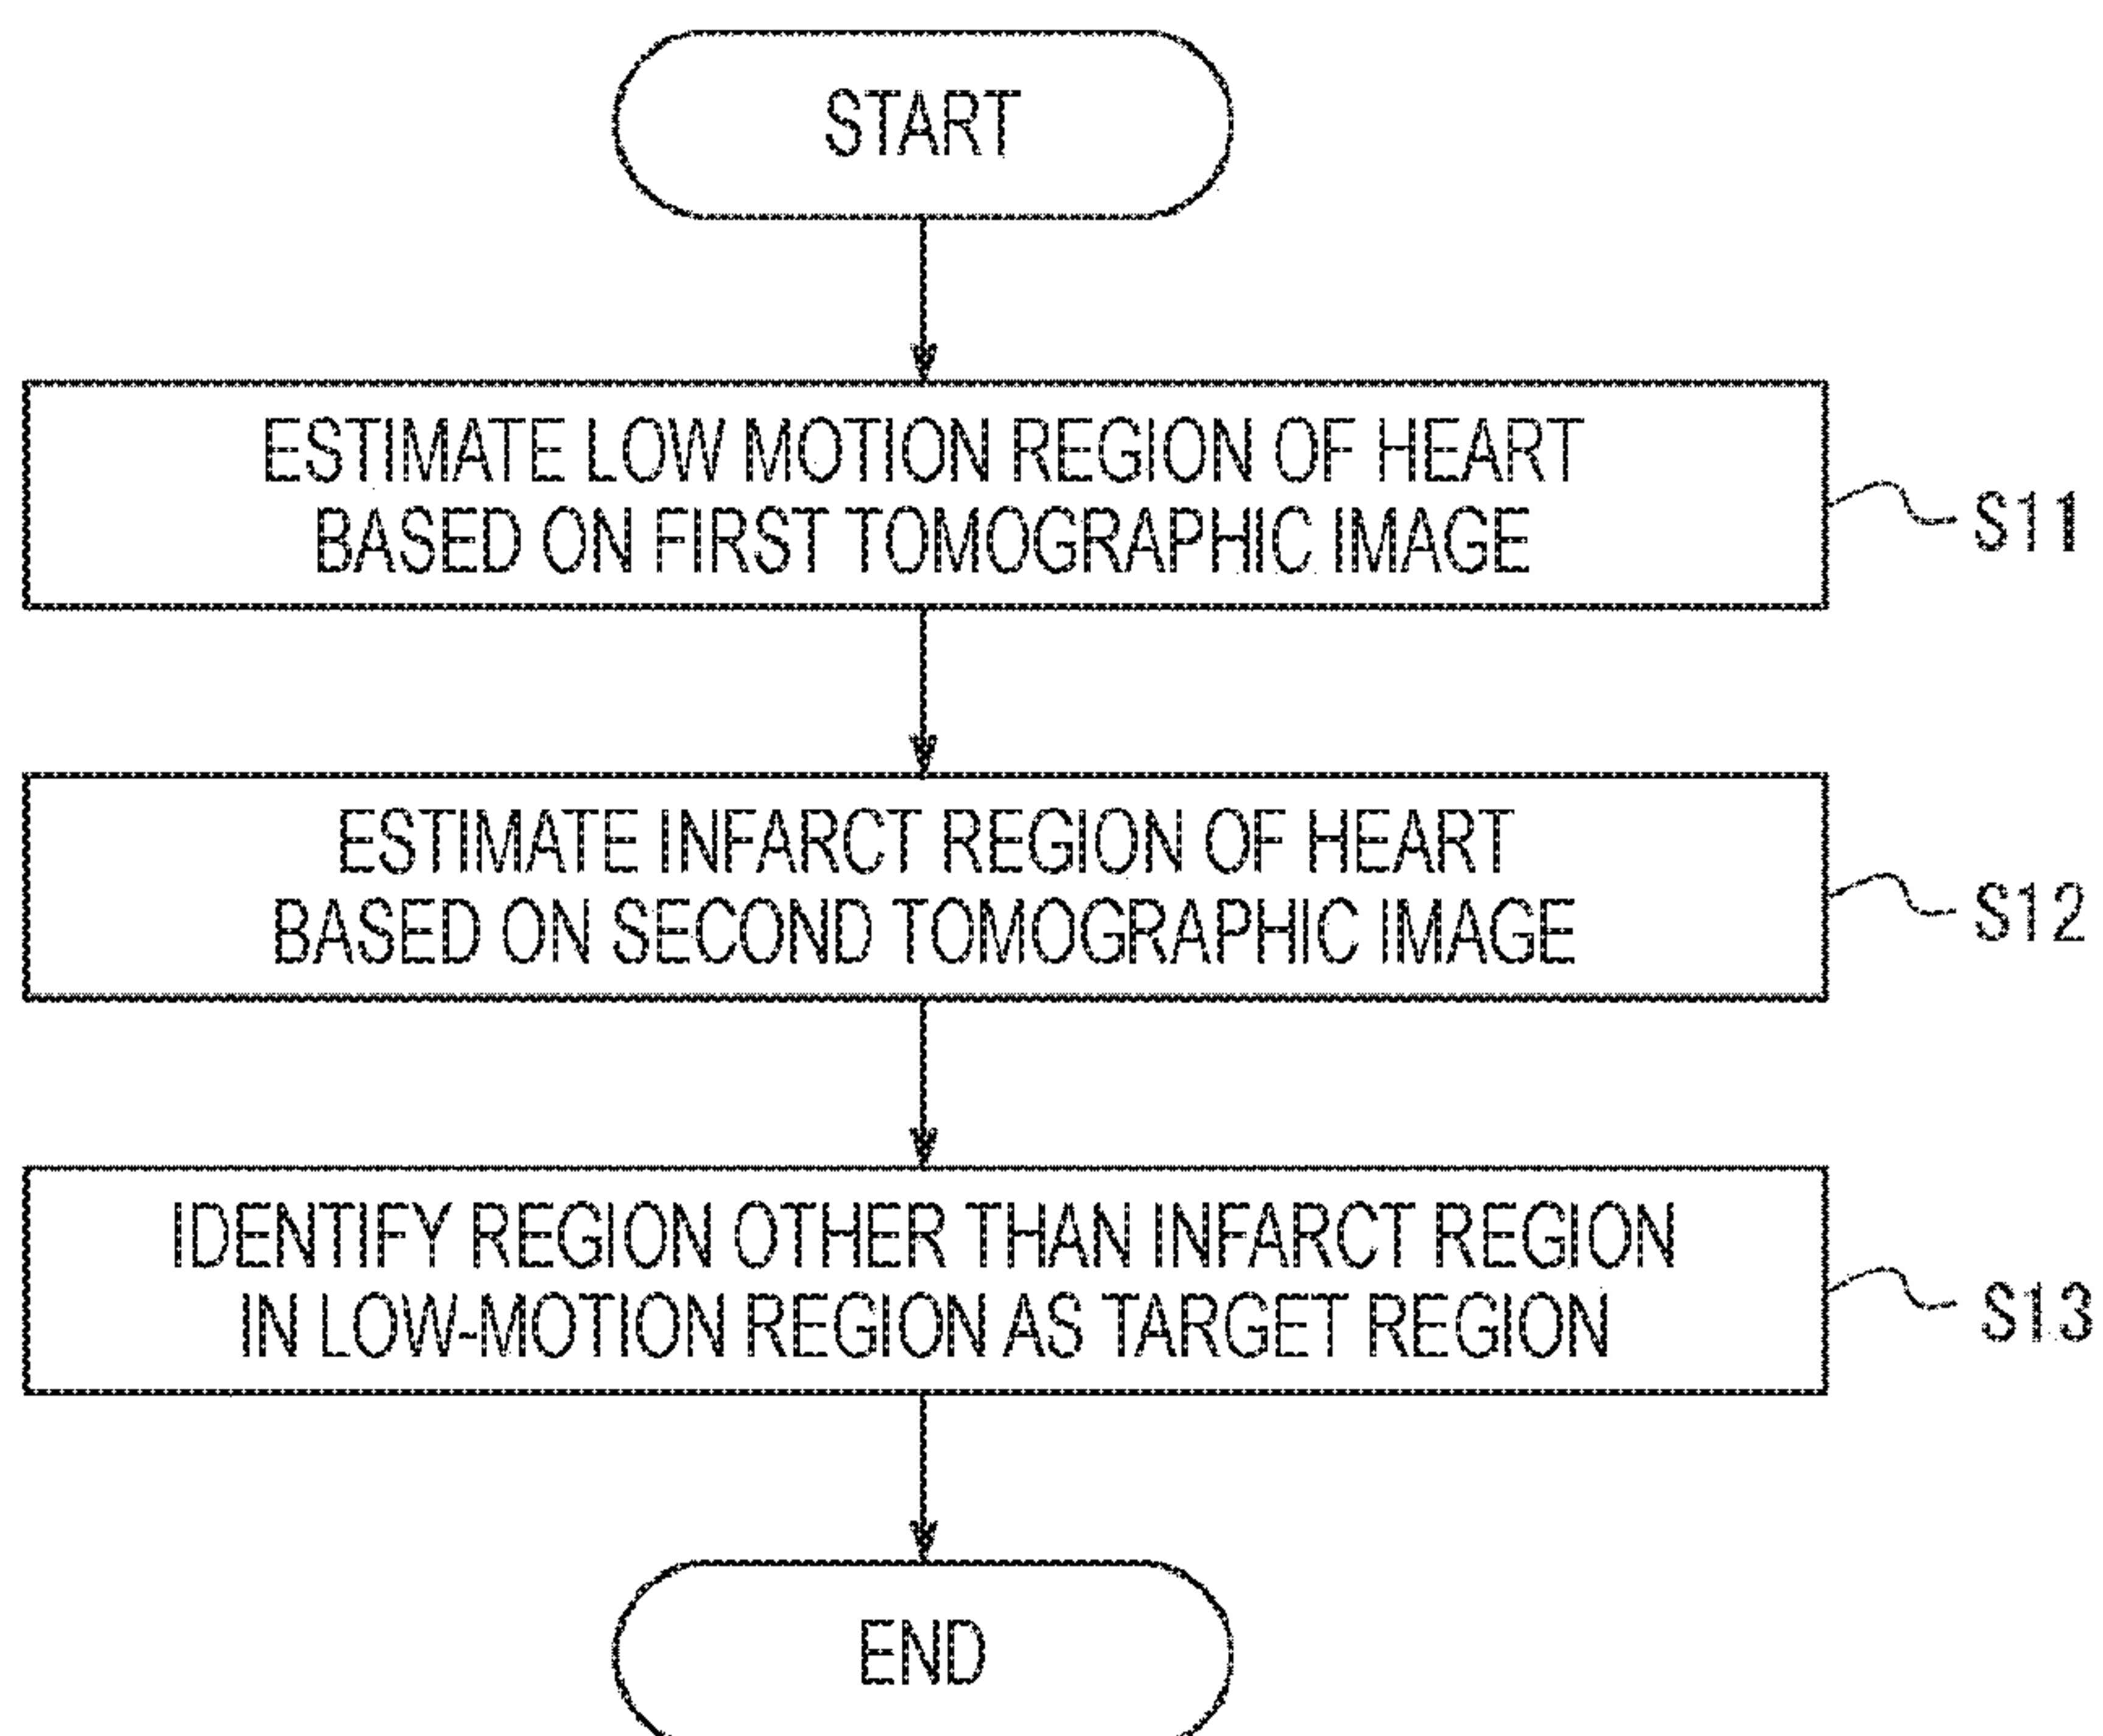 START
ESTIMATE LOW MOTION REGION OF HEART
BASED ON FIRST TOMOGRAPHIC IMAGE
S11
ESTIMATE INFARCT REGION OF HEART
BASED ON SECOND TOMOGRAPHIC IMAGE
S12
IDENTIFY REGION OTHER THAN INFARCT REGION
IN LOW-MOTION REGION AS TARGET REGION
S13
END